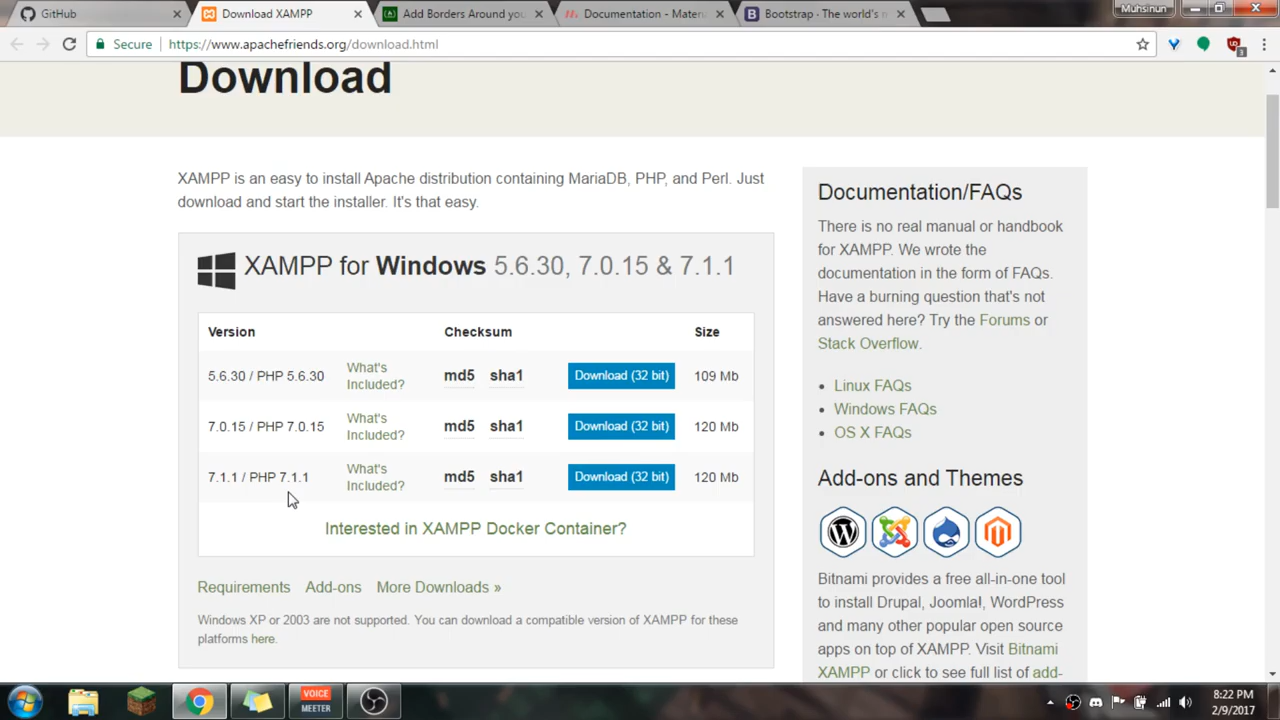 GitHub
Download XAMPP
Add Borders Around you
Documentation - Mater
Bootstrap - The world's
Muhsinun
Secure
https://www.apachefriends.org/download.html
3
Download
XAMPP is an easy to install Apache distribution containing MariaDB, PHP, and Perl. Just
download and start the installer. It's that easy.
XAMPP for Windows 5.6.30, 7.0.15 & 7.1.1
Version Checksum Size
5.6.30 / PHP 5.6.30 What's Included? md5 sha1 Download (32 bit) 109 Mb
7.0.15 / PHP 7.0.15 What's Included? md5 sha1 Download (32 bit) 120 Mb
7.1.1 / PHP 7.1.1 What's Included? md5 sha1 Download (32 bit) 120 Mb
Interested in XAMPP Docker Container?
Requirements Add-ons More Downloads »
Windows XP or 2003 are not supported. You can download a compatible version of XAMPP for these
platforms here.
Documentation/FAQs
There is no real manual or handbook
for XAMPP. We wrote the
documentation in the form of FAQs.
Have a burning question that's not
answered here? Try the Forums or
Stack Overflow.
• Linux FAQs
• Windows FAQs
• OS X FAQs
Add-ons and Themes
Bitnami provides a free all-in-one tool
to install Drupal, Joomla!, WordPress
and many other popular open source
apps on top of XAMPP. Visit Bitnami
XAMPP or click to see full list of add-
VOICE
MEETER
8:22 PM
2/9/2017